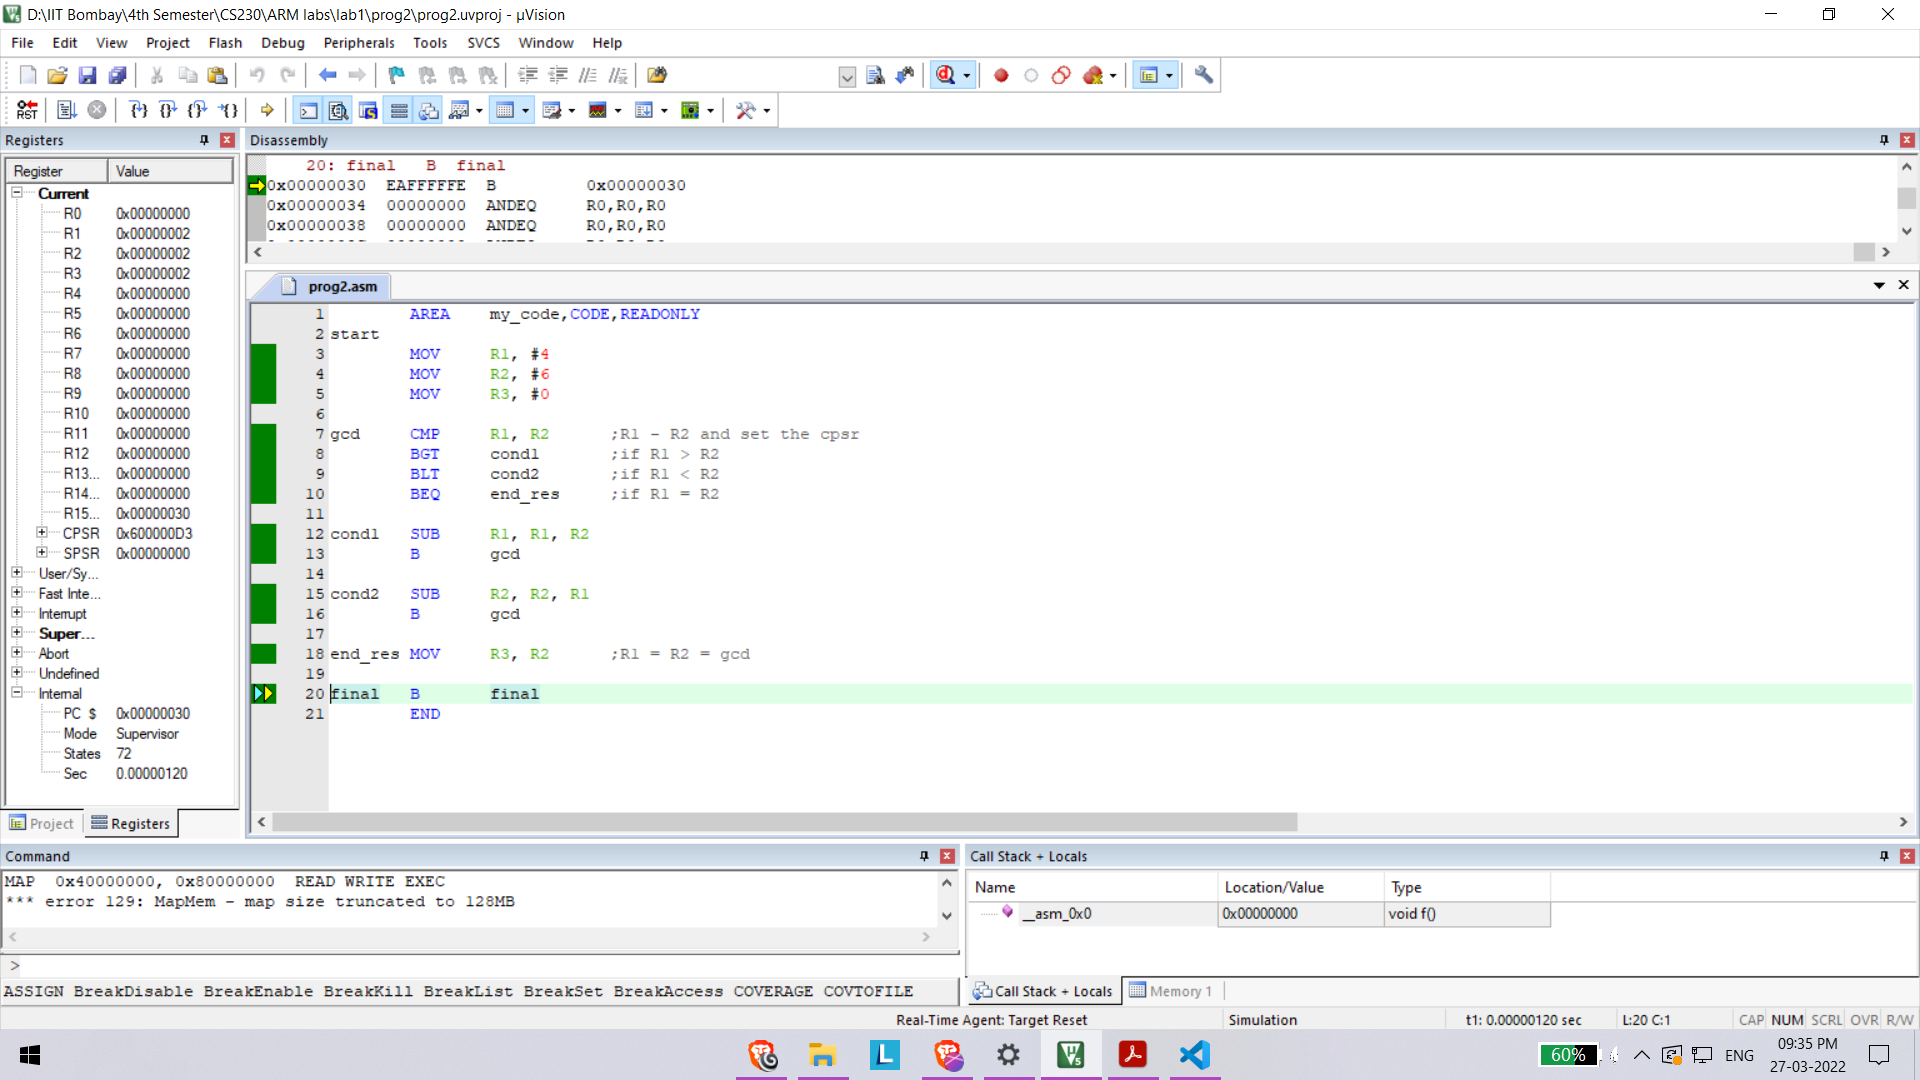 D:\IIT Bombay\4th Semester\CS230\ARM labs\lab1\prog2\prog2.uvproj - µVision
File Edit View Project Flash Debug Peripherals Tools SVCS Window Help
RST
Registers
Register Value
Current
R0 0x00000000
R1 0x00000002
R2 0x00000002
R3 0x00000002
R4 0x00000000
R5 0x00000000
R6 0x00000000
R7 0x00000000
R8 0x00000000
R9 0x00000000
R10 0x00000000
R11 0x00000000
R12 0x00000000
R13... 0x00000000
R14... 0x00000000
R15... 0x00000030
CPSR 0x600000D3
SPSR 0x00000000
User/Sy...
Fast Inte...
Interrupt
Super...
Abort
Undefined
Internal
PC $ 0x00000030
Mode Supervisor
States 72
Sec 0.00000120
Project Registers
Disassembly
20: final B final
0x00000030 EAFFFFFE B 0x00000030
0x00000034 00000000 ANDEQ R0,R0,R0
0x00000038 00000000 ANDEQ R0,R0,R0
prog2.asm
1 AREA my_code,CODE,READONLY
2 start
3 MOV R1, #4
4 MOV R2, #6
5 MOV R3, #0
6
7 gcd CMP R1, R2 ;R1 - R2 and set the cpsr
8 BGT cond1 ;if R1 > R2
9 BLT cond2 ;if R1 < R2
10 BEQ end_res ;if R1 = R2
11
12 cond1 SUB R1, R1, R2
13 B gcd
14
15 cond2 SUB R2, R2, R1
16 B gcd
17
18 end_res MOV R3, R2 ;R1 = R2 = gcd
19
20 final B final
21 END
Command
MAP 0x40000000, 0x80000000 READ WRITE EXEC
*** error 129: MapMem - map size truncated to 128MB
>
ASSIGN BreakDisable BreakEnable BreakKill BreakList BreakSet BreakAccess COVERAGE COVTOFILE
Call Stack + Locals
Name Location/Value Type
__asm_0x0 0x00000000 void f()
Call Stack + Locals Memory 1
Real-Time Agent: Target Reset Simulation t1: 0.00000120 sec L:20 C:1 CAP NUM SCRL OVR R/W
60% ENG 09:35 PM
27-03-2022